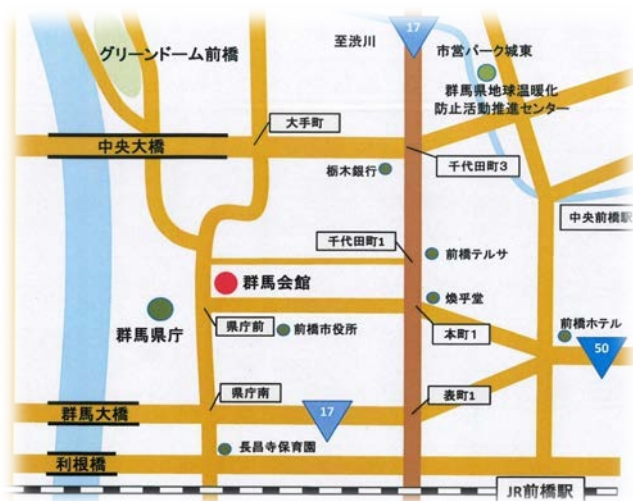 17
至渋川
市営パーク城東
グリーンドーム前橋
群馬県地球温暖化
防止活動推進センター
大手町
中央大橋
千代田町3
栃木銀行
中央前橋駅
千代田町1
前橋テルサ
群馬会館
煥乎堂
群馬県庁
県庁前
前橋市役所
本町1
前橋ホテル
50
県庁南
群馬大橋
17
表町1
長昌寺保育園
利根橋
JR前橋駅